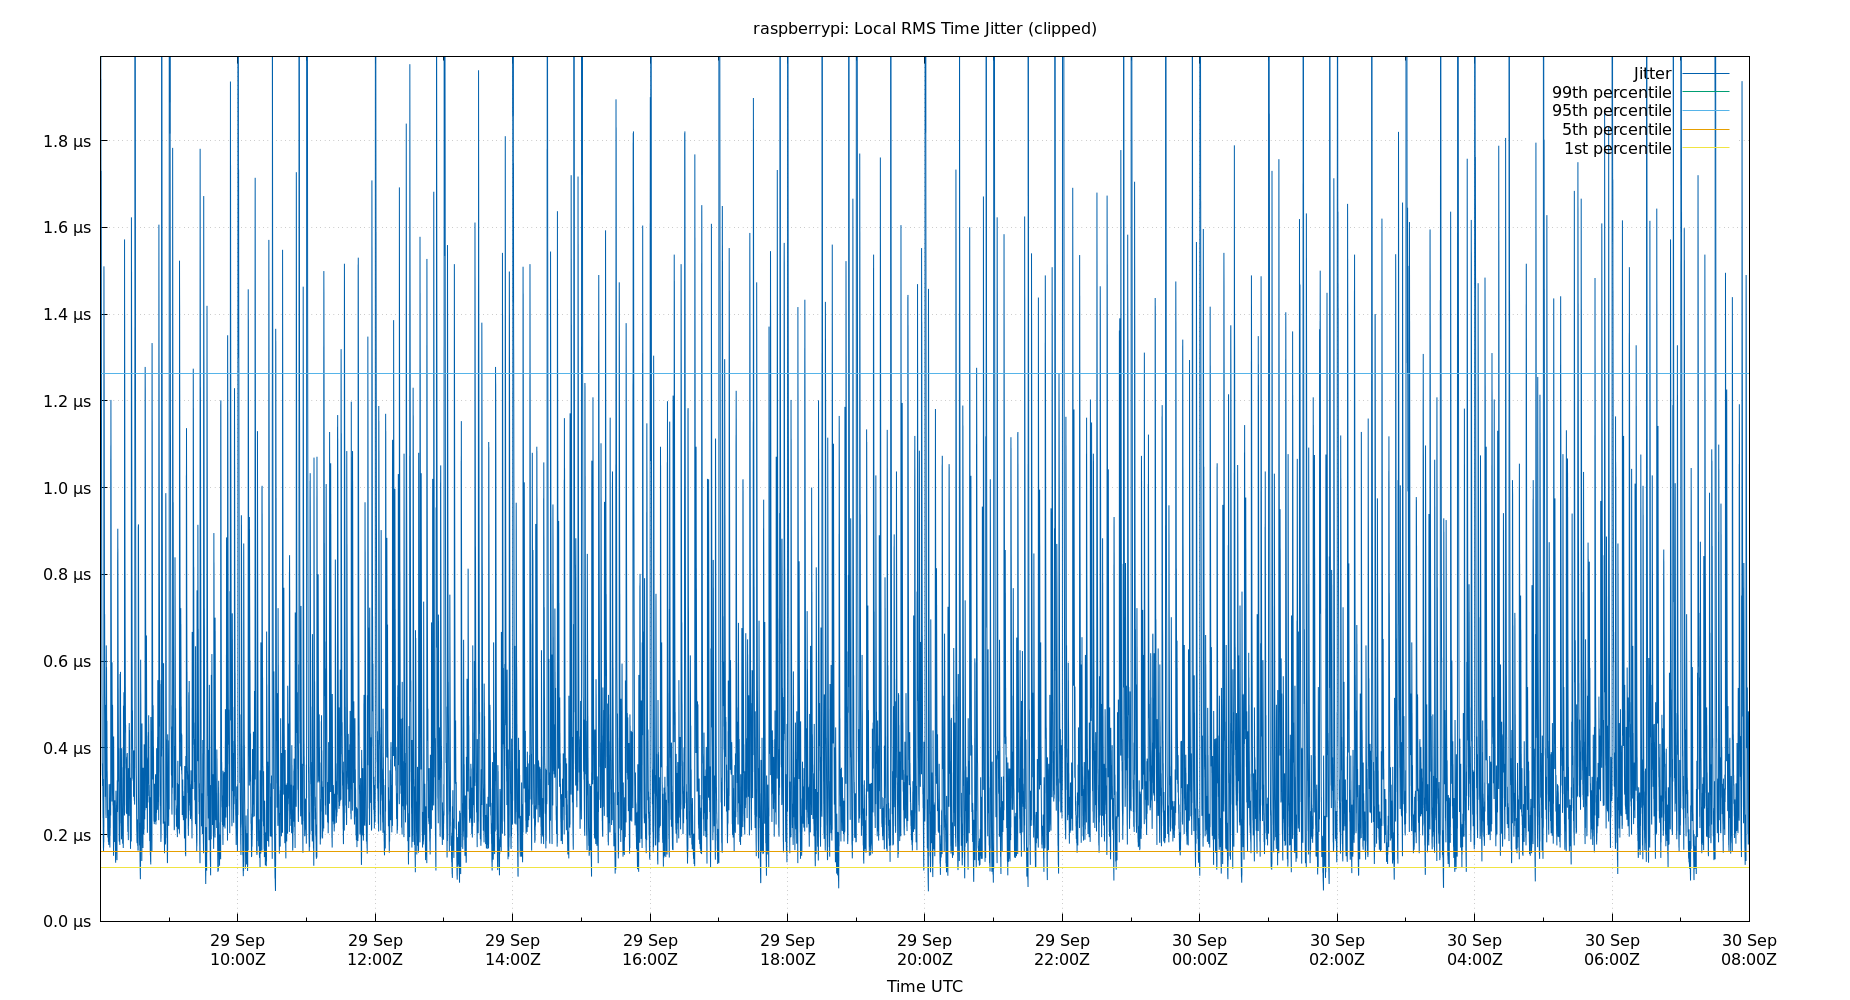 raspberrypi: Local RMS Time Jitter (clipped)
Jitter
99th percentile
95th percentile
5th percentile
1st percentile
1.8 µs
1.6 µs
1.4 µs
1.2 µs
1.0 µs
0.8 µs
0.6 µs
0.4 µs
0.2 µs
0.0 µs
29 Sep 29 Sep 29 Sep 29 Sep 29 Sep 29 Sep 29 Sep 30 Sep 30 Sep 30 Sep 30 Sep 30 Sep
10:00Z 12:00Z 14:00Z 16:00Z 18:00Z 20:00Z 22:00Z 00:00Z 02:00Z 04:00Z 06:00Z 08:00Z
Time UTC